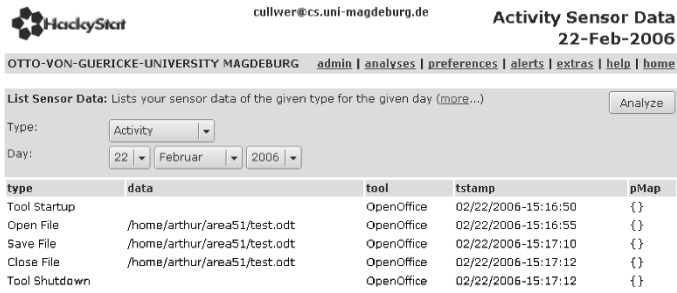 HackyStat
cullwer@cs.uni-magdeburg.de
Activity Sensor Data
22-Feb-2006
OTTO-VON-GUERICKE-UNIVERSITY MAGDEBURG admin | analyses | preferences | alerts | extras | help | home
List Sensor Data: Lists your sensor data of the given type for the given day (more...) Analyze
Type: Activity
Day: 22 Februar 2006
type data tool tstamp pMap
Tool Startup OpenOffice 02/22/2006-15:16:50 {}
Open File /home/arthur/area51/test.odt OpenOffice 02/22/2006-15:16:55 {}
Save File /home/arthur/area51/test.odt OpenOffice 02/22/2006-15:17:10 {}
Close File /home/arthur/area51/test.odt OpenOffice 02/22/2006-15:17:12 {}
Tool Shutdown OpenOffice 02/22/2006-15:17:12 {}